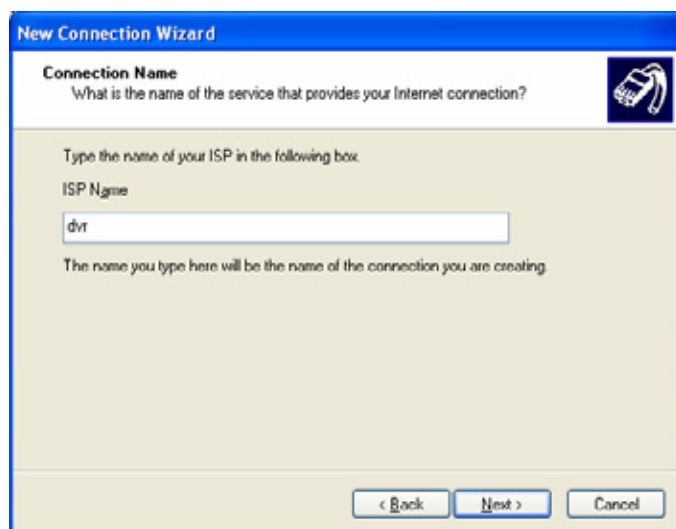 New Connection Wizard
Connection Name
What is the name of the service that provides your Internet connection?
Type the name of your ISP in the following box.
ISP Name
dvr
The name you type here will be the name of the connection you are creating.
< Back
Next >
Cancel